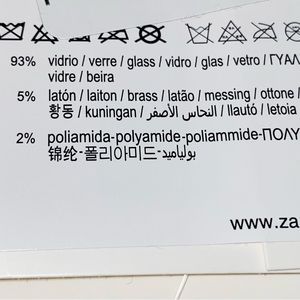 93% vidrio / verre / glass / vidro / glas / vetro / ΓΥΑΛ
vidre / beira
5% latón / laiton / brass / latão / messing / ottone /
황동 / kuningan / النحاس الأصفر / llautó / letoia
2% poliamida-polyamide-poliammide-ΠΟΛΥ
锦纶-폴리아미드-بولياميد
www.za